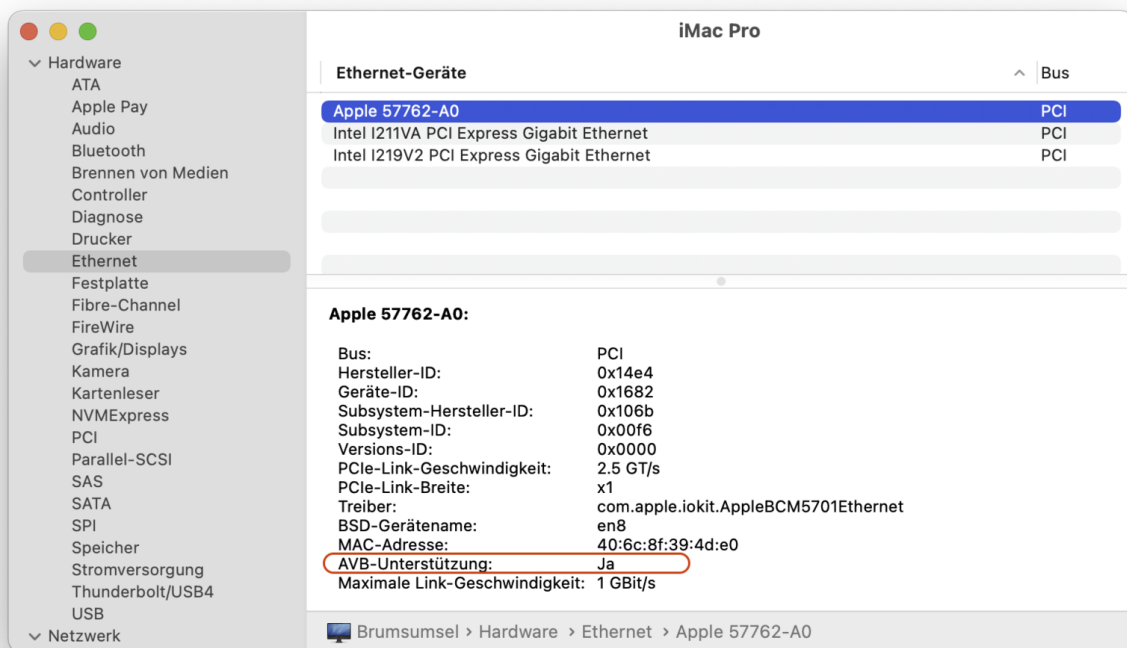 iMac Pro
Hardware
ATA
Apple Pay
Audio
Bluetooth
Brennen von Medien
Controller
Diagnose
Drucker
Ethernet
Festplatte
Fibre-Channel
FireWire
Grafik/Displays
Kamera
Kartenleser
NVMExpress
PCI
Parallel-SCSI
SAS
SATA
SPI
Speicher
Stromversorgung
Thunderbolt/USB4
USB
Netzwerk
Ethernet-Geräte Bus
Apple 57762-A0 PCI
Intel I211VA PCI Express Gigabit Ethernet PCI
Intel I219V2 PCI Express Gigabit Ethernet PCI
Apple 57762-A0:
Bus: PCI
Hersteller-ID: 0x14e4
Geräte-ID: 0x1682
Subsystem-Hersteller-ID: 0x106b
Subsystem-ID: 0x00f6
Versions-ID: 0x0000
PCIe-Link-Geschwindigkeit: 2.5 GT/s
PCIe-Link-Breite: x1
Treiber: com.apple.iokit.AppleBCM5701Ethernet
BSD-Gerätename: en8
MAC-Adresse: 40:6c:8f:39:4d:e0
AVB-Unterstützung: Ja
Maximale Link-Geschwindigkeit: 1 GBit/s
Brumsumsel › Hardware › Ethernet › Apple 57762-A0